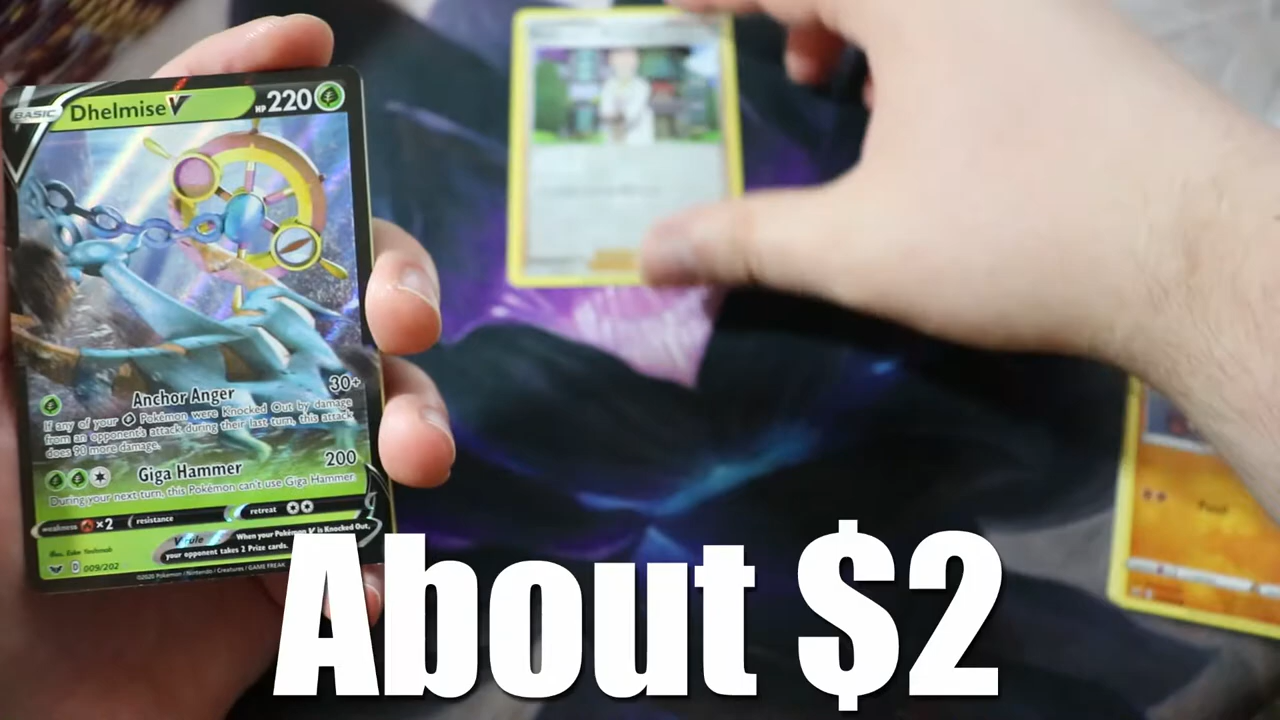 BASIC
Dhelmise V
HP 220
Anchor Anger 30+
If any of your Pokémon were Knocked Out by damage
from an opponent's attack during their last turn, this attack
does 90 more damage.
Giga Hammer 200
During your next turn, this Pokémon can't use Giga Hammer.
weakness ×2 resistance retreat
V rule When your Pokémon V is Knocked Out,
your opponent takes 2 Prize cards.
D 009/202
©2020 Pokémon / Nintendo / Creatures / GAME FREAK
About $2